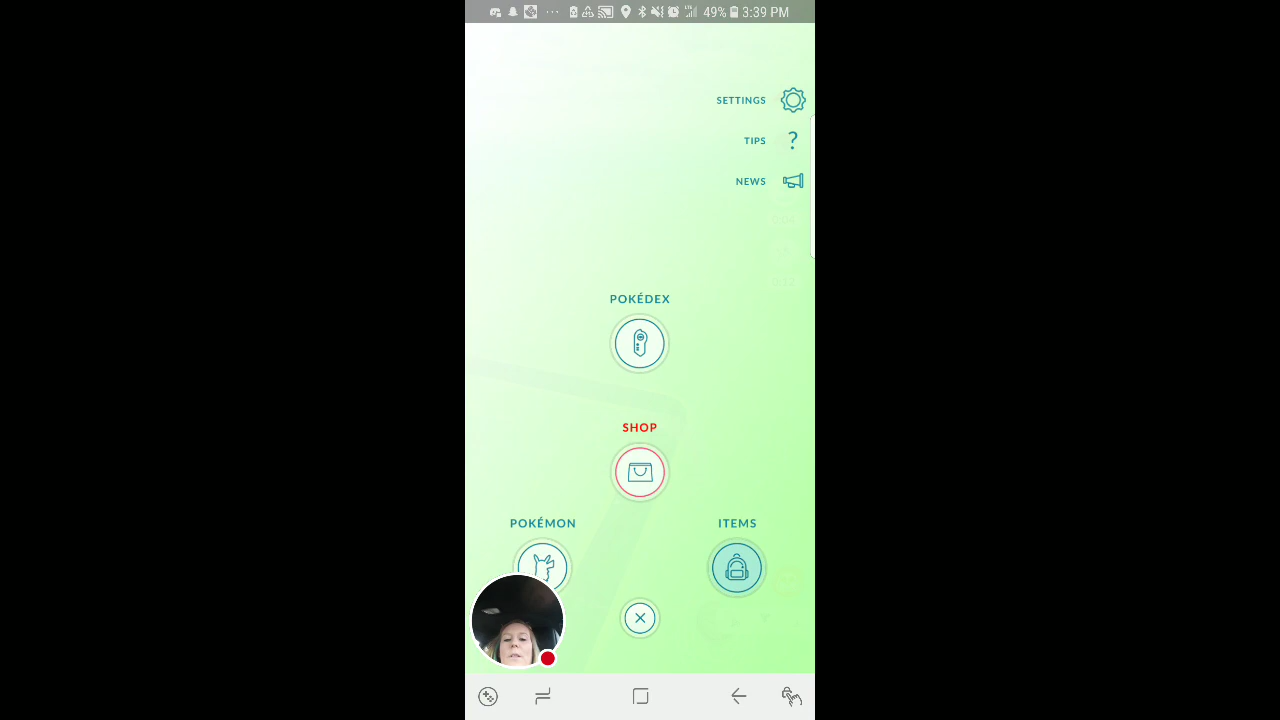 49% 3:39 PM
SETTINGS
TIPS
?
NEWS
POKÉDEX
SHOP
POKÉMON
ITEMS